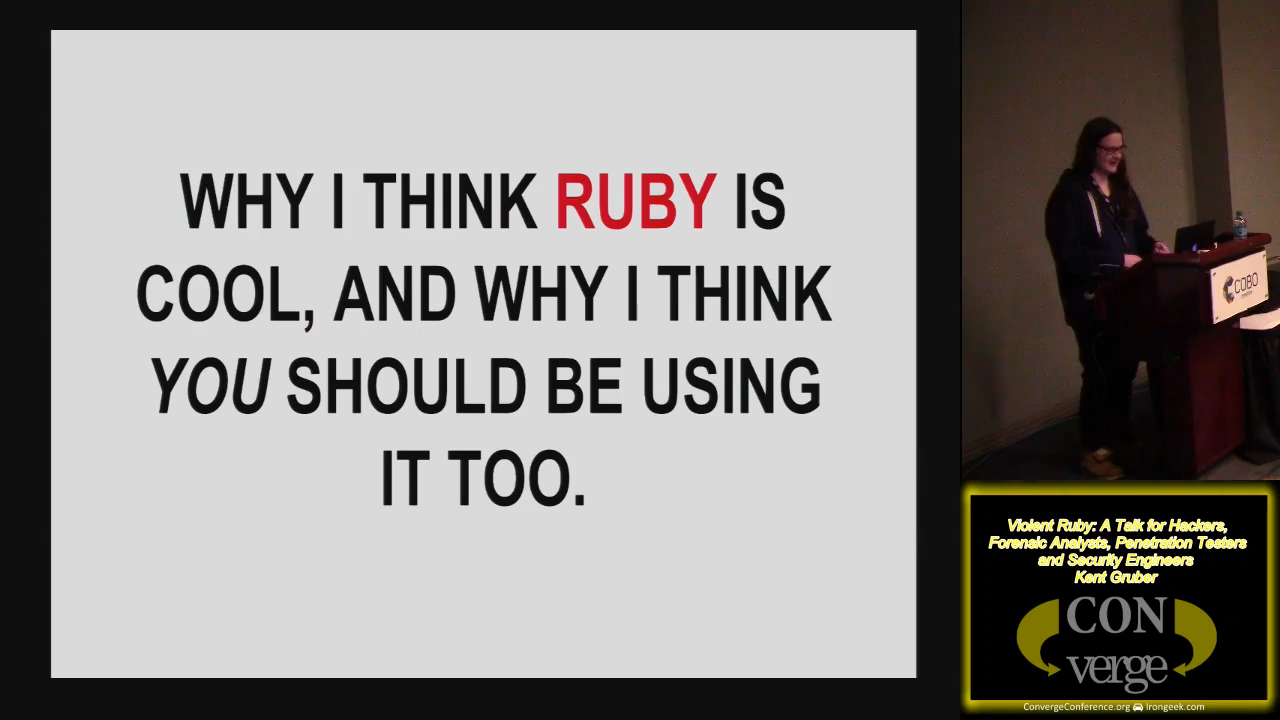 WHY I THINK RUBY IS
COOL, AND WHY I THINK
YOU SHOULD BE USING
IT TOO.
COBO
Violent Ruby: A Talk for Hackers,
Forensic Analysts, Penetration Testers
and Security Engineers
Kent Gruber
CON
verge
ConvergeConference.org Irongeek.com